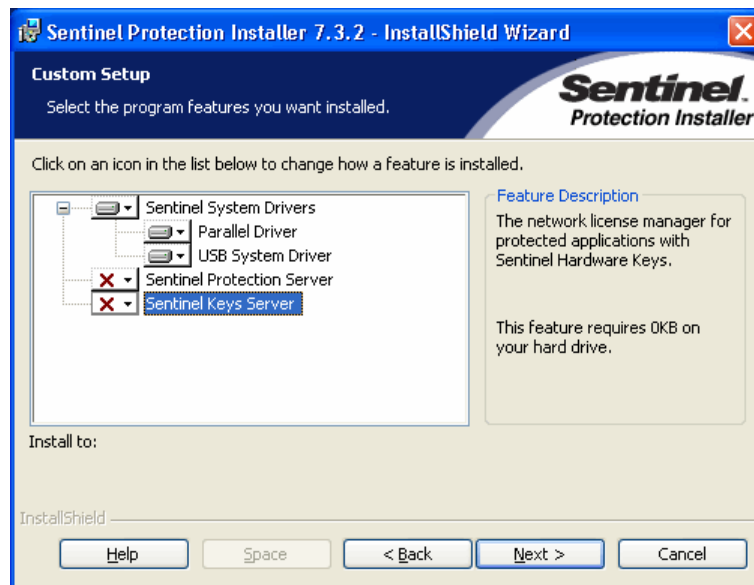 Sentinel Protection Installer 7.3.2 - InstallShield Wizard
Custom Setup
Select the program features you want installed.
Sentinel.
Protection Installer
Click on an icon in the list below to change how a feature is installed.
Sentinel System Drivers
Parallel Driver
USB System Driver
Sentinel Protection Server
Sentinel Keys Server
Feature Description
The network license manager for
protected applications with
Sentinel Hardware Keys.
This feature requires 0KB on
your hard drive.
Install to:
InstallShield
Help
Space
< Back
Next >
Cancel